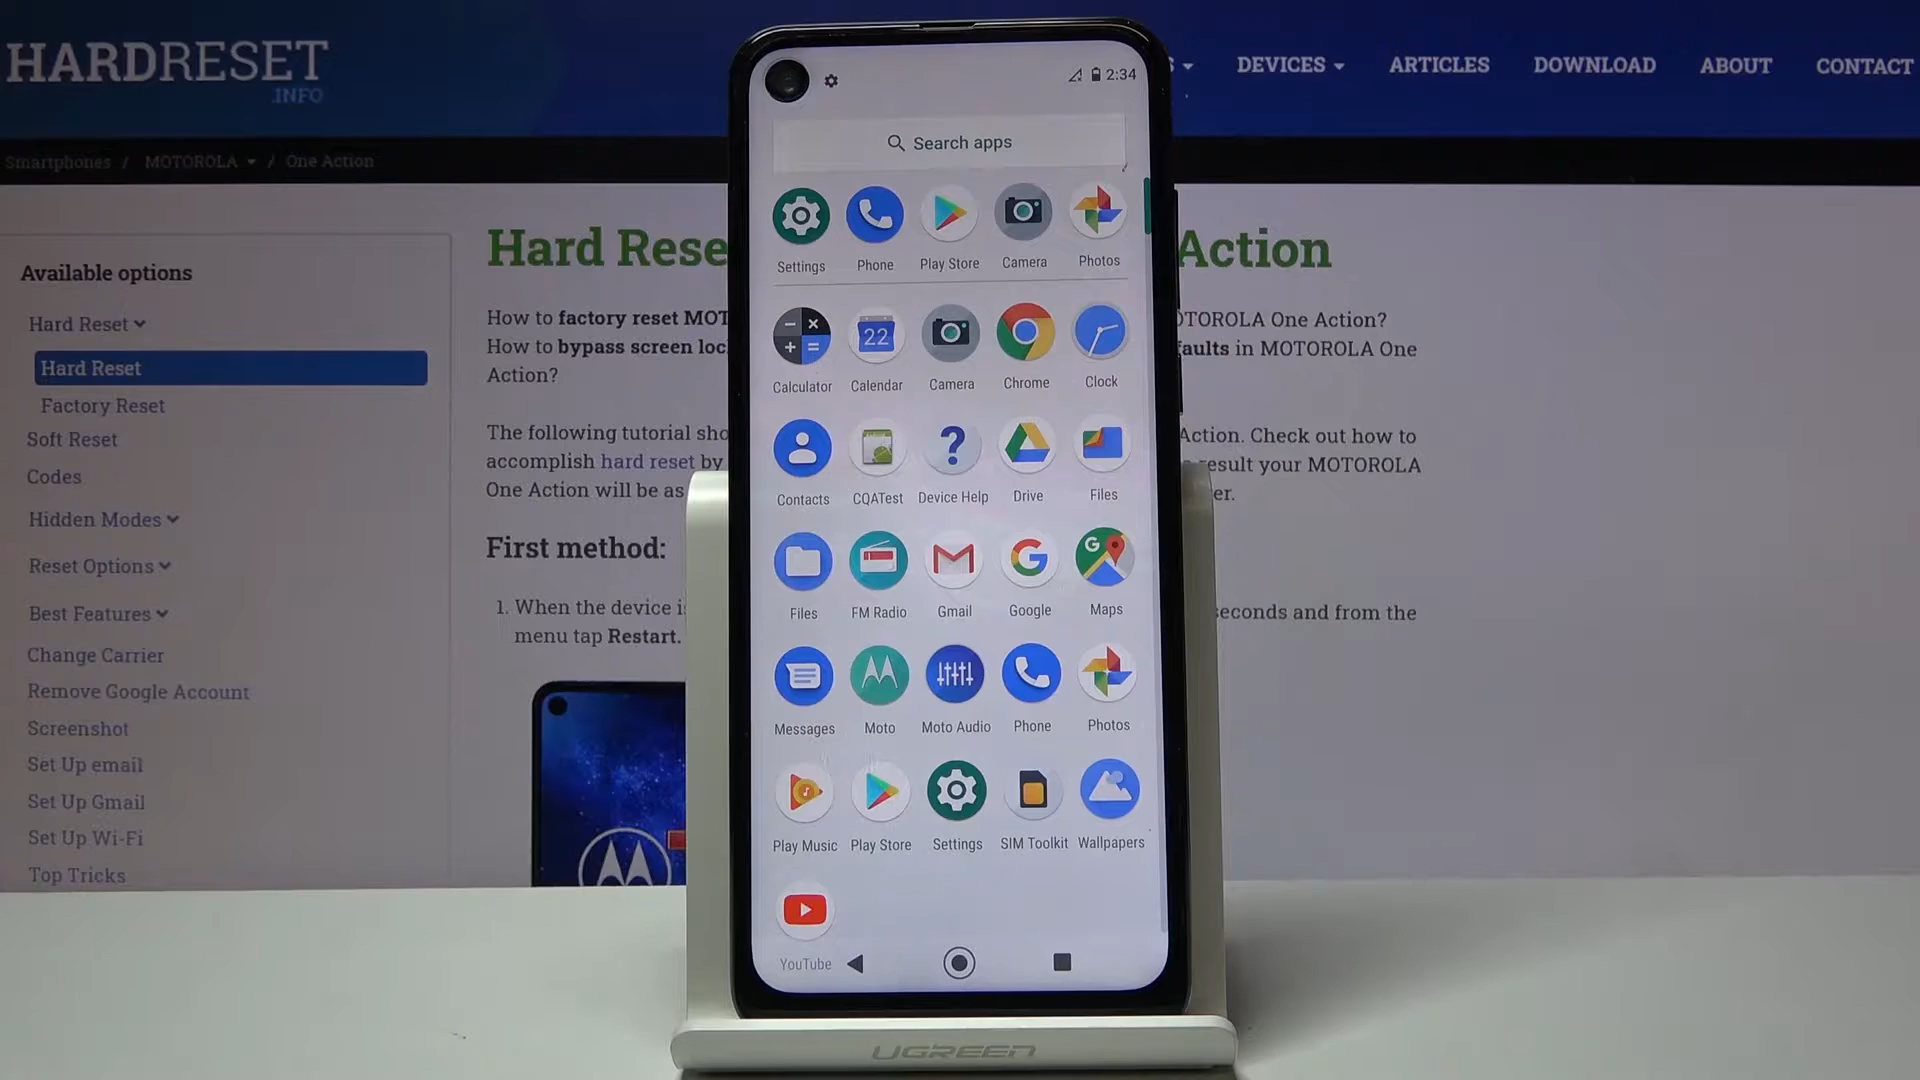 HARDRESET
.INFO
DEVICES
ARTICLES
DOWNLOAD
ABOUT
CONTACT
Smartphones / MOTOROLA / One Action
Available options
Hard Reset
Hard Reset
Factory Reset
Soft Reset
Codes
Hidden Modes
Reset Options
Best Features
Change Carrier
Remove Google Account
Screenshot
Set Up email
Set Up Gmail
Set Up Wi-Fi
Top Tricks
Hard Rese Action
How to factory reset MOT OTOROLA One Action?
How to bypass screen loc faults in MOTOROLA One
Action?
The following tutorial sho Action. Check out how to
accomplish hard reset by result your MOTOROLA
One Action will be as er.
First method:
1. When the device i seconds and from the
menu tap Restart.
2:34
Search apps
Settings Phone Play Store Camera Photos
Calculator Calendar Camera Chrome Clock
22
Contacts CQATest Device Help Drive Files
Files FM Radio Gmail Google Maps
Messages Moto Moto Audio Phone Photos
Play Music Play Store Settings SIM Toolkit Wallpapers
YouTube
UGREEN